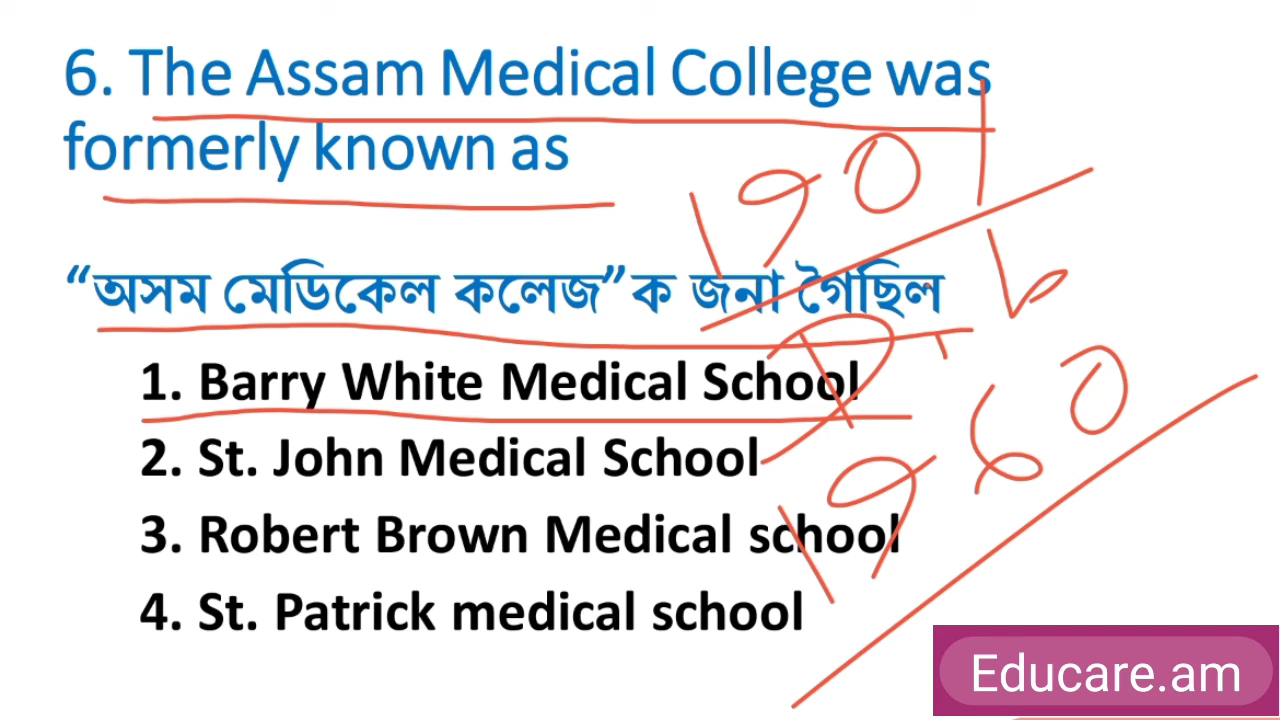 6. The Assam Medical College was
formerly known as
1901
“অসম মেডিকেল কলেজ”ক জনা গৈছিল
1. Barry White Medical School
2. St. John Medical School
1960
3. Robert Brown Medical school
4. St. Patrick medical school
Educare.am